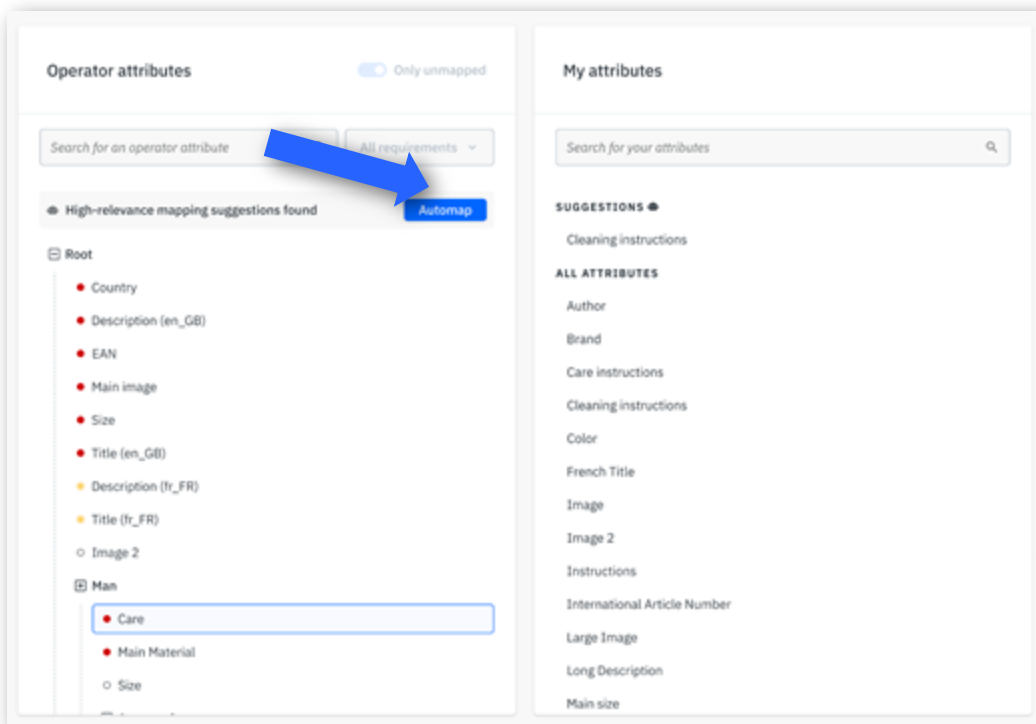 Operator attributes
Only unmapped
Search for an operator attribute
All requirements
High-relevance mapping suggestions found
Automap
Root
Country
Description (en_GB)
EAN
Main image
Size
Title (en_GB)
Description (fr_FR)
Title (fr_FR)
Image 2
Man
Care
Main Material
Size
My attributes
Search for your attributes
SUGGESTIONS
Cleaning instructions
ALL ATTRIBUTES
Author
Brand
Care instructions
Cleaning instructions
Color
French Title
Image
Image 2
Instructions
International Article Number
Large Image
Long Description
Main size